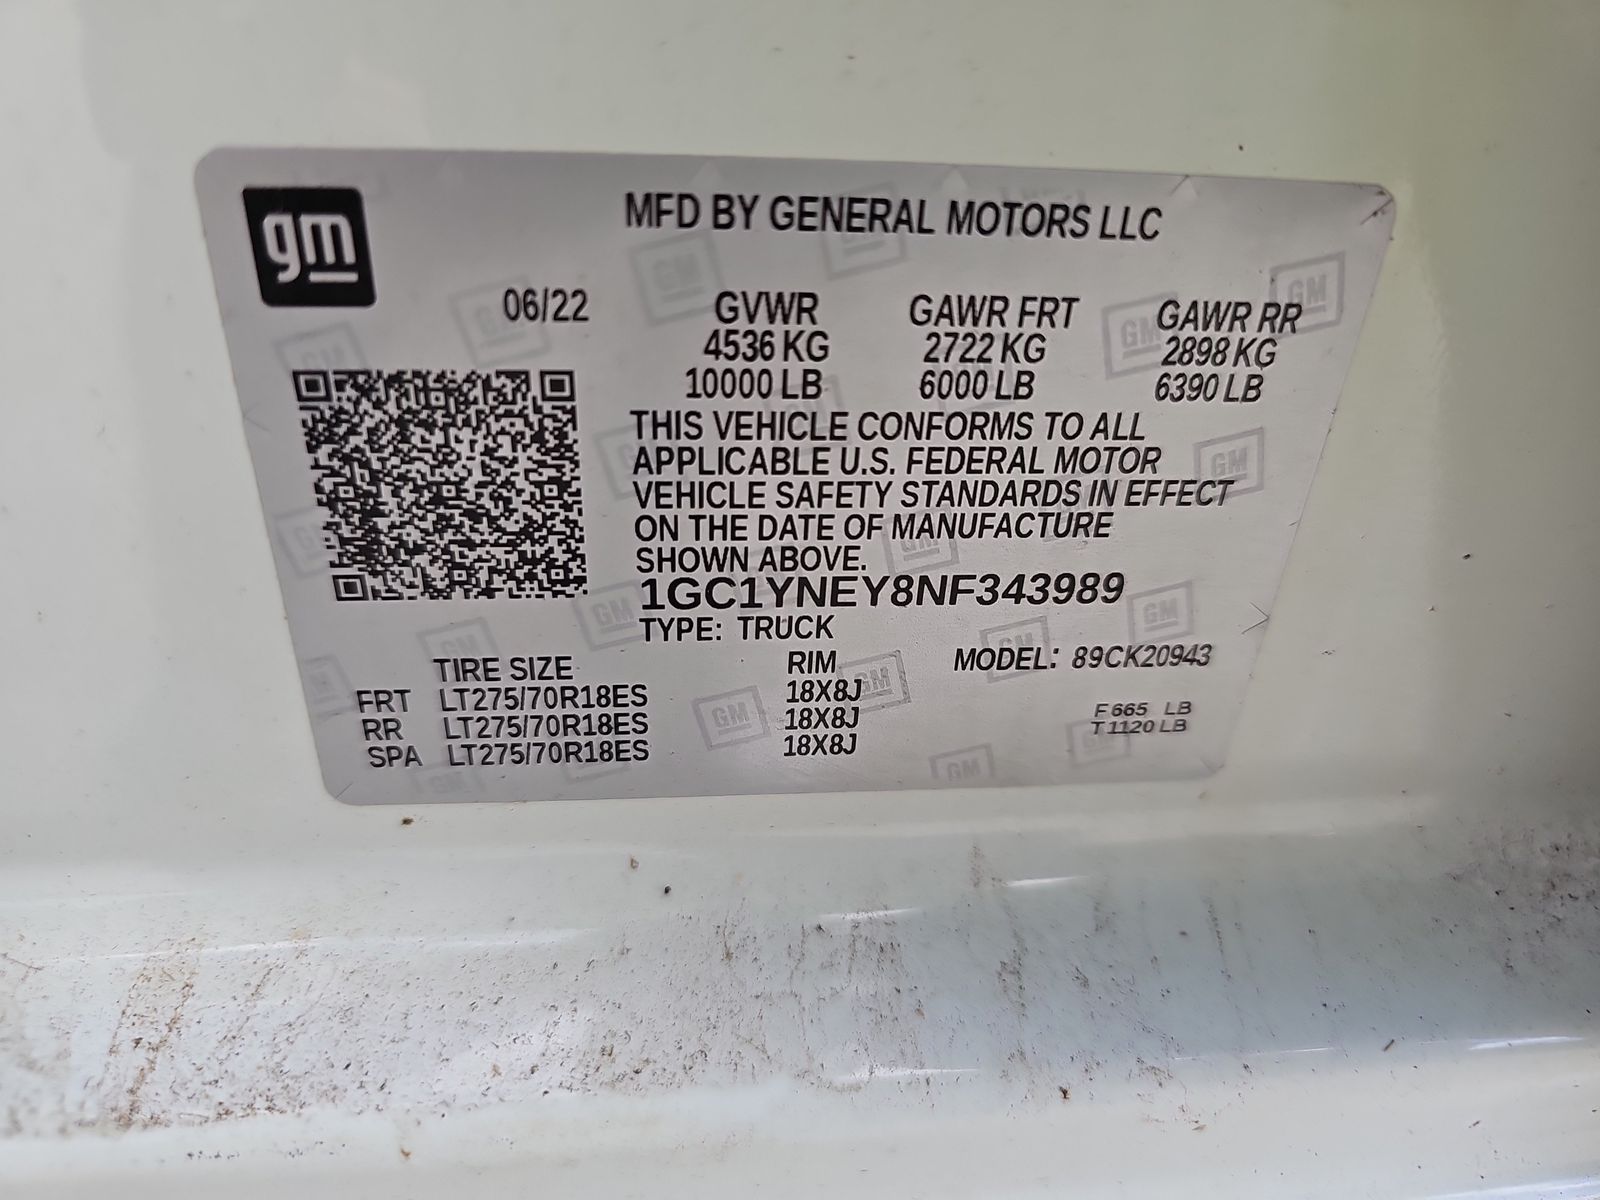 gm
MFD BY GENERAL MOTORS LLC
06/22 GVWR GAWR FRT GAWR RR
4536 KG 2722 KG 2898 KG
10000 LB 6000 LB 6390 LB
THIS VEHICLE CONFORMS TO ALL
APPLICABLE U.S. FEDERAL MOTOR
VEHICLE SAFETY STANDARDS IN EFFECT
ON THE DATE OF MANUFACTURE
SHOWN ABOVE.
1GC1YNEY8NF343989
TYPE: TRUCK
TIRE SIZE RIM MODEL: 89CK20943
FRT LT275/70R18ES 18X8J
RR LT275/70R18ES 18X8J
SPA LT275/70R18ES 18X8J
F 665 LB
T 1120 LB